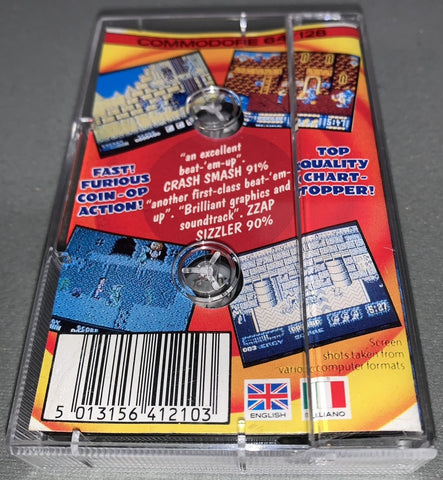 COMMODORE 64/128
FAST!
FURIOUS
COIN-OP
ACTION!
"an excellent
beat-'em-up".
CRASH SMASH 91%
"another first-class beat-'em-
up". "Brilliant graphics and
soundtrack". ZZAP
SIZZLER 90%
TOP
QUALITY
CHART-
TOPPER!
Screen
shots taken from
various computer formats
5 013156 412103
ENGLISH
ITALIANO